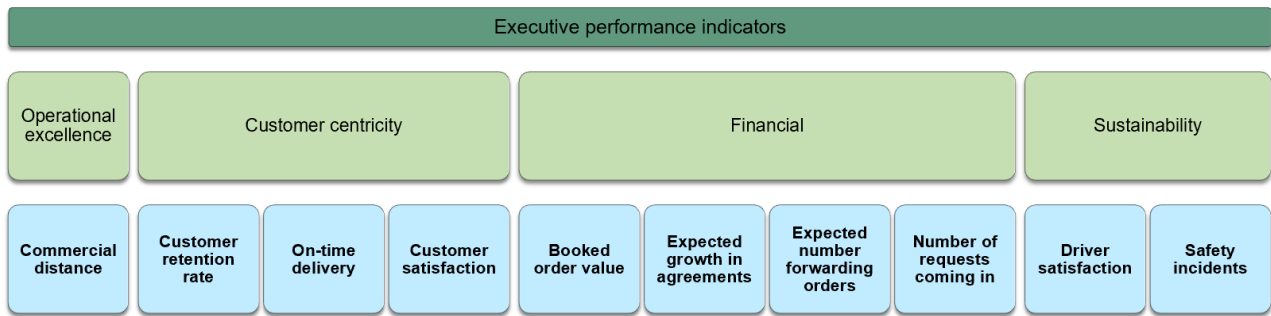 Executive performance indicators
Operational
excellence
Customer centricity
Financial
Sustainability
Commercial
distance
Customer
retention
rate
On-time
delivery
Customer
satisfaction
Booked
order value
Expected
growth in
agreements
Expected
number
forwarding
orders
Number of
requests
coming in
Driver
satisfaction
Safety
incidents